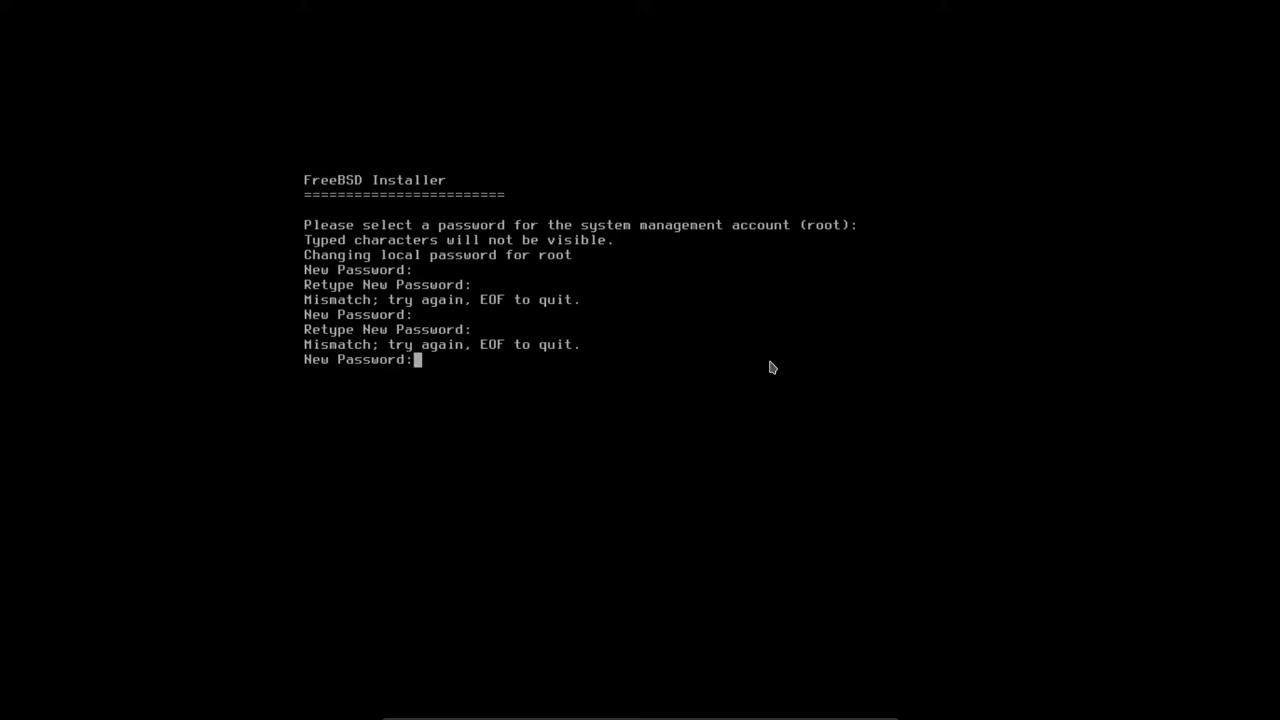 FreeBSD Installer
========================
Please select a password for the system management account (root):
Typed characters will not be visible.
Changing local password for root
New Password:
Retype New Password:
Mismatch; try again, EOF to quit.
New Password:
Retype New Password:
Mismatch; try again, EOF to quit.
New Password: